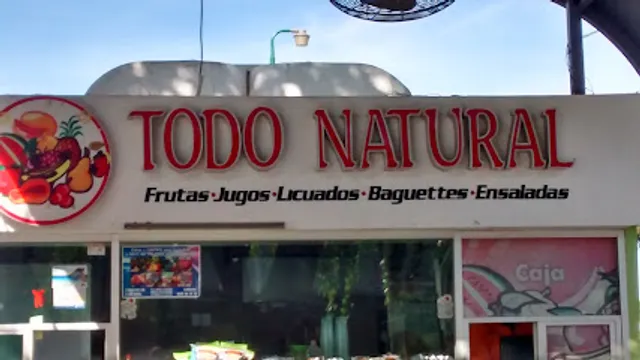 TODO NATURAL
Frutas·Jugos·Licuados·Baguettes·Ensaladas
Caja